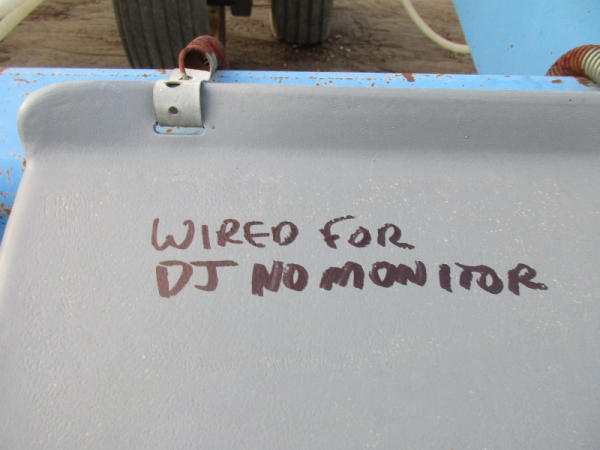 WIRED FOR
DJ NO MONITOR